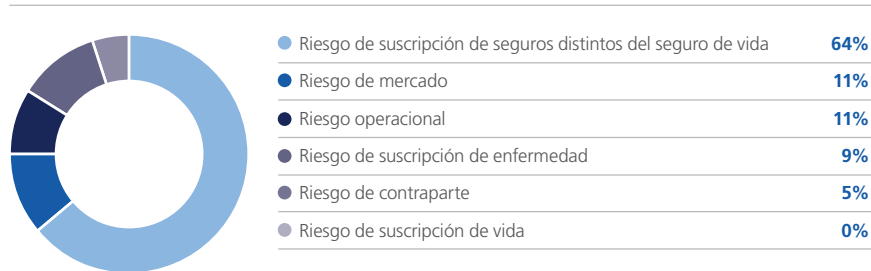 Riesgo de suscripción de seguros distintos del seguro de vida 64%
Riesgo de mercado 11%
Riesgo operacional 11%
Riesgo de suscripción de enfermedad 9%
Riesgo de contraparte 5%
Riesgo de suscripción de vida 0%